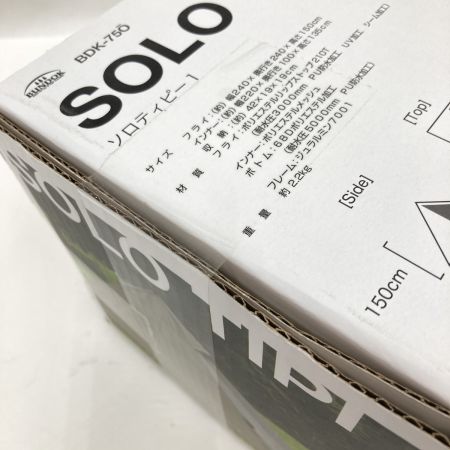 BUNDOK
BDK-75
SOLO
ソロティピー 1
サイズ
フライ:(約) 幅240×奥行き240×高さ150cm
インナー:(約) 幅220×奥行き100×高さ135cm
収納:(約) 42×19×19cm
材質
フライ:ポリエステルリップストップ210T
(耐水圧3000mm PU防水加工 UV加工 シーム加工)
インナー:ポリエステルメッシュ
ボトム:68Dポリエステル加工
(耐水圧5000mm PU防水加工)
フレーム:ジュラルミン7001
重量
約 2.2kg
[Top]
[Side]
150cm
SOLO TIPI